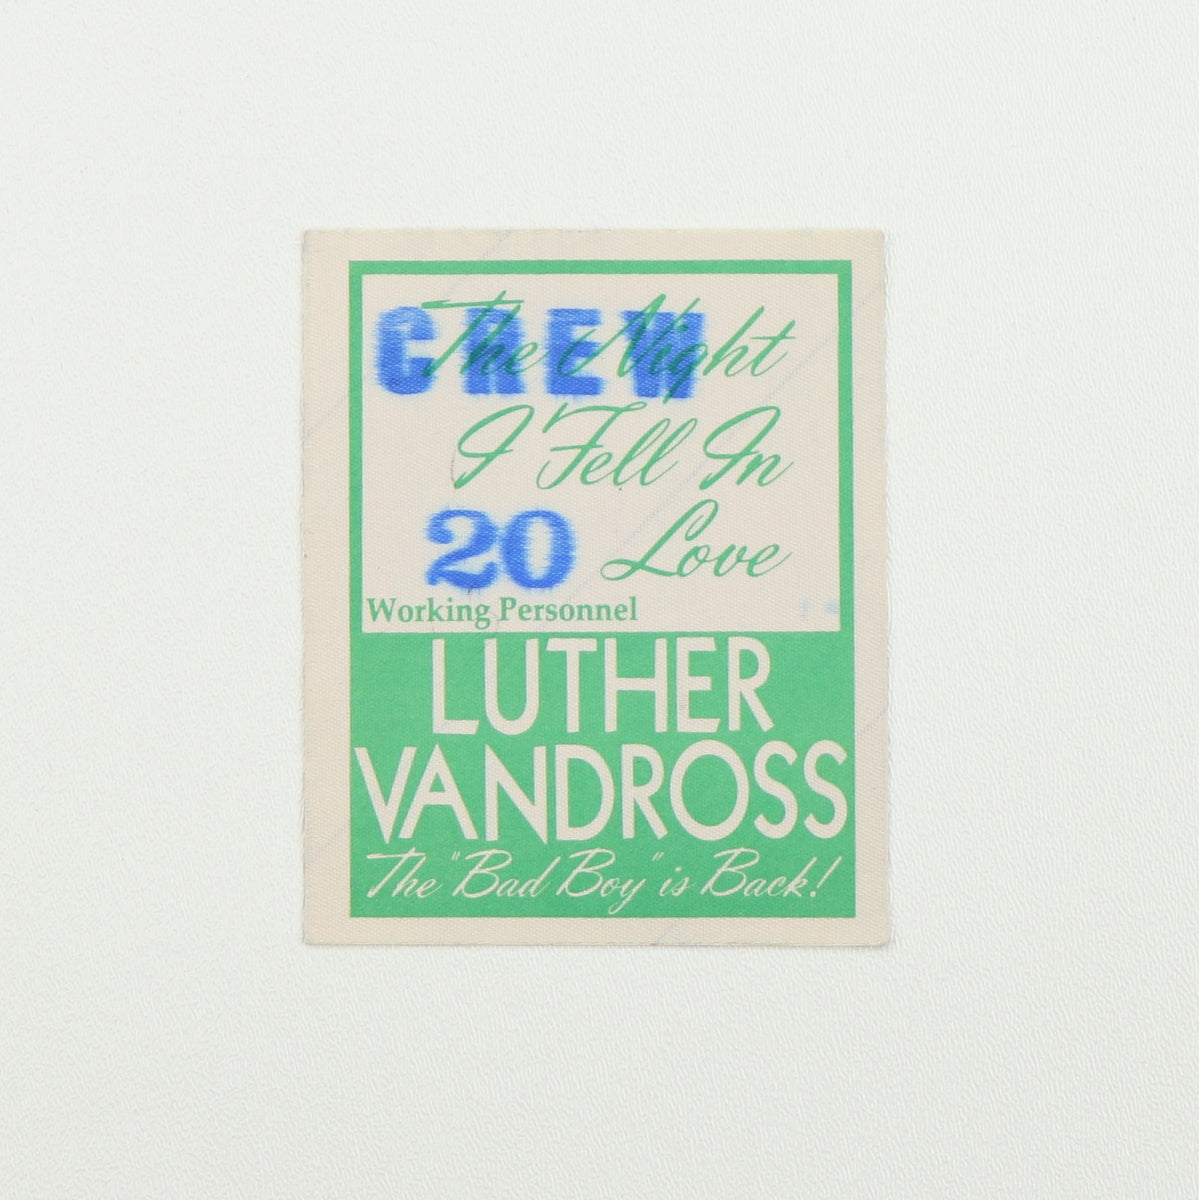 CREW
The Night
I Fell In
Love
20
Working Personnel
LUTHER
VANDROSS
The "Bad Boy" is Back!